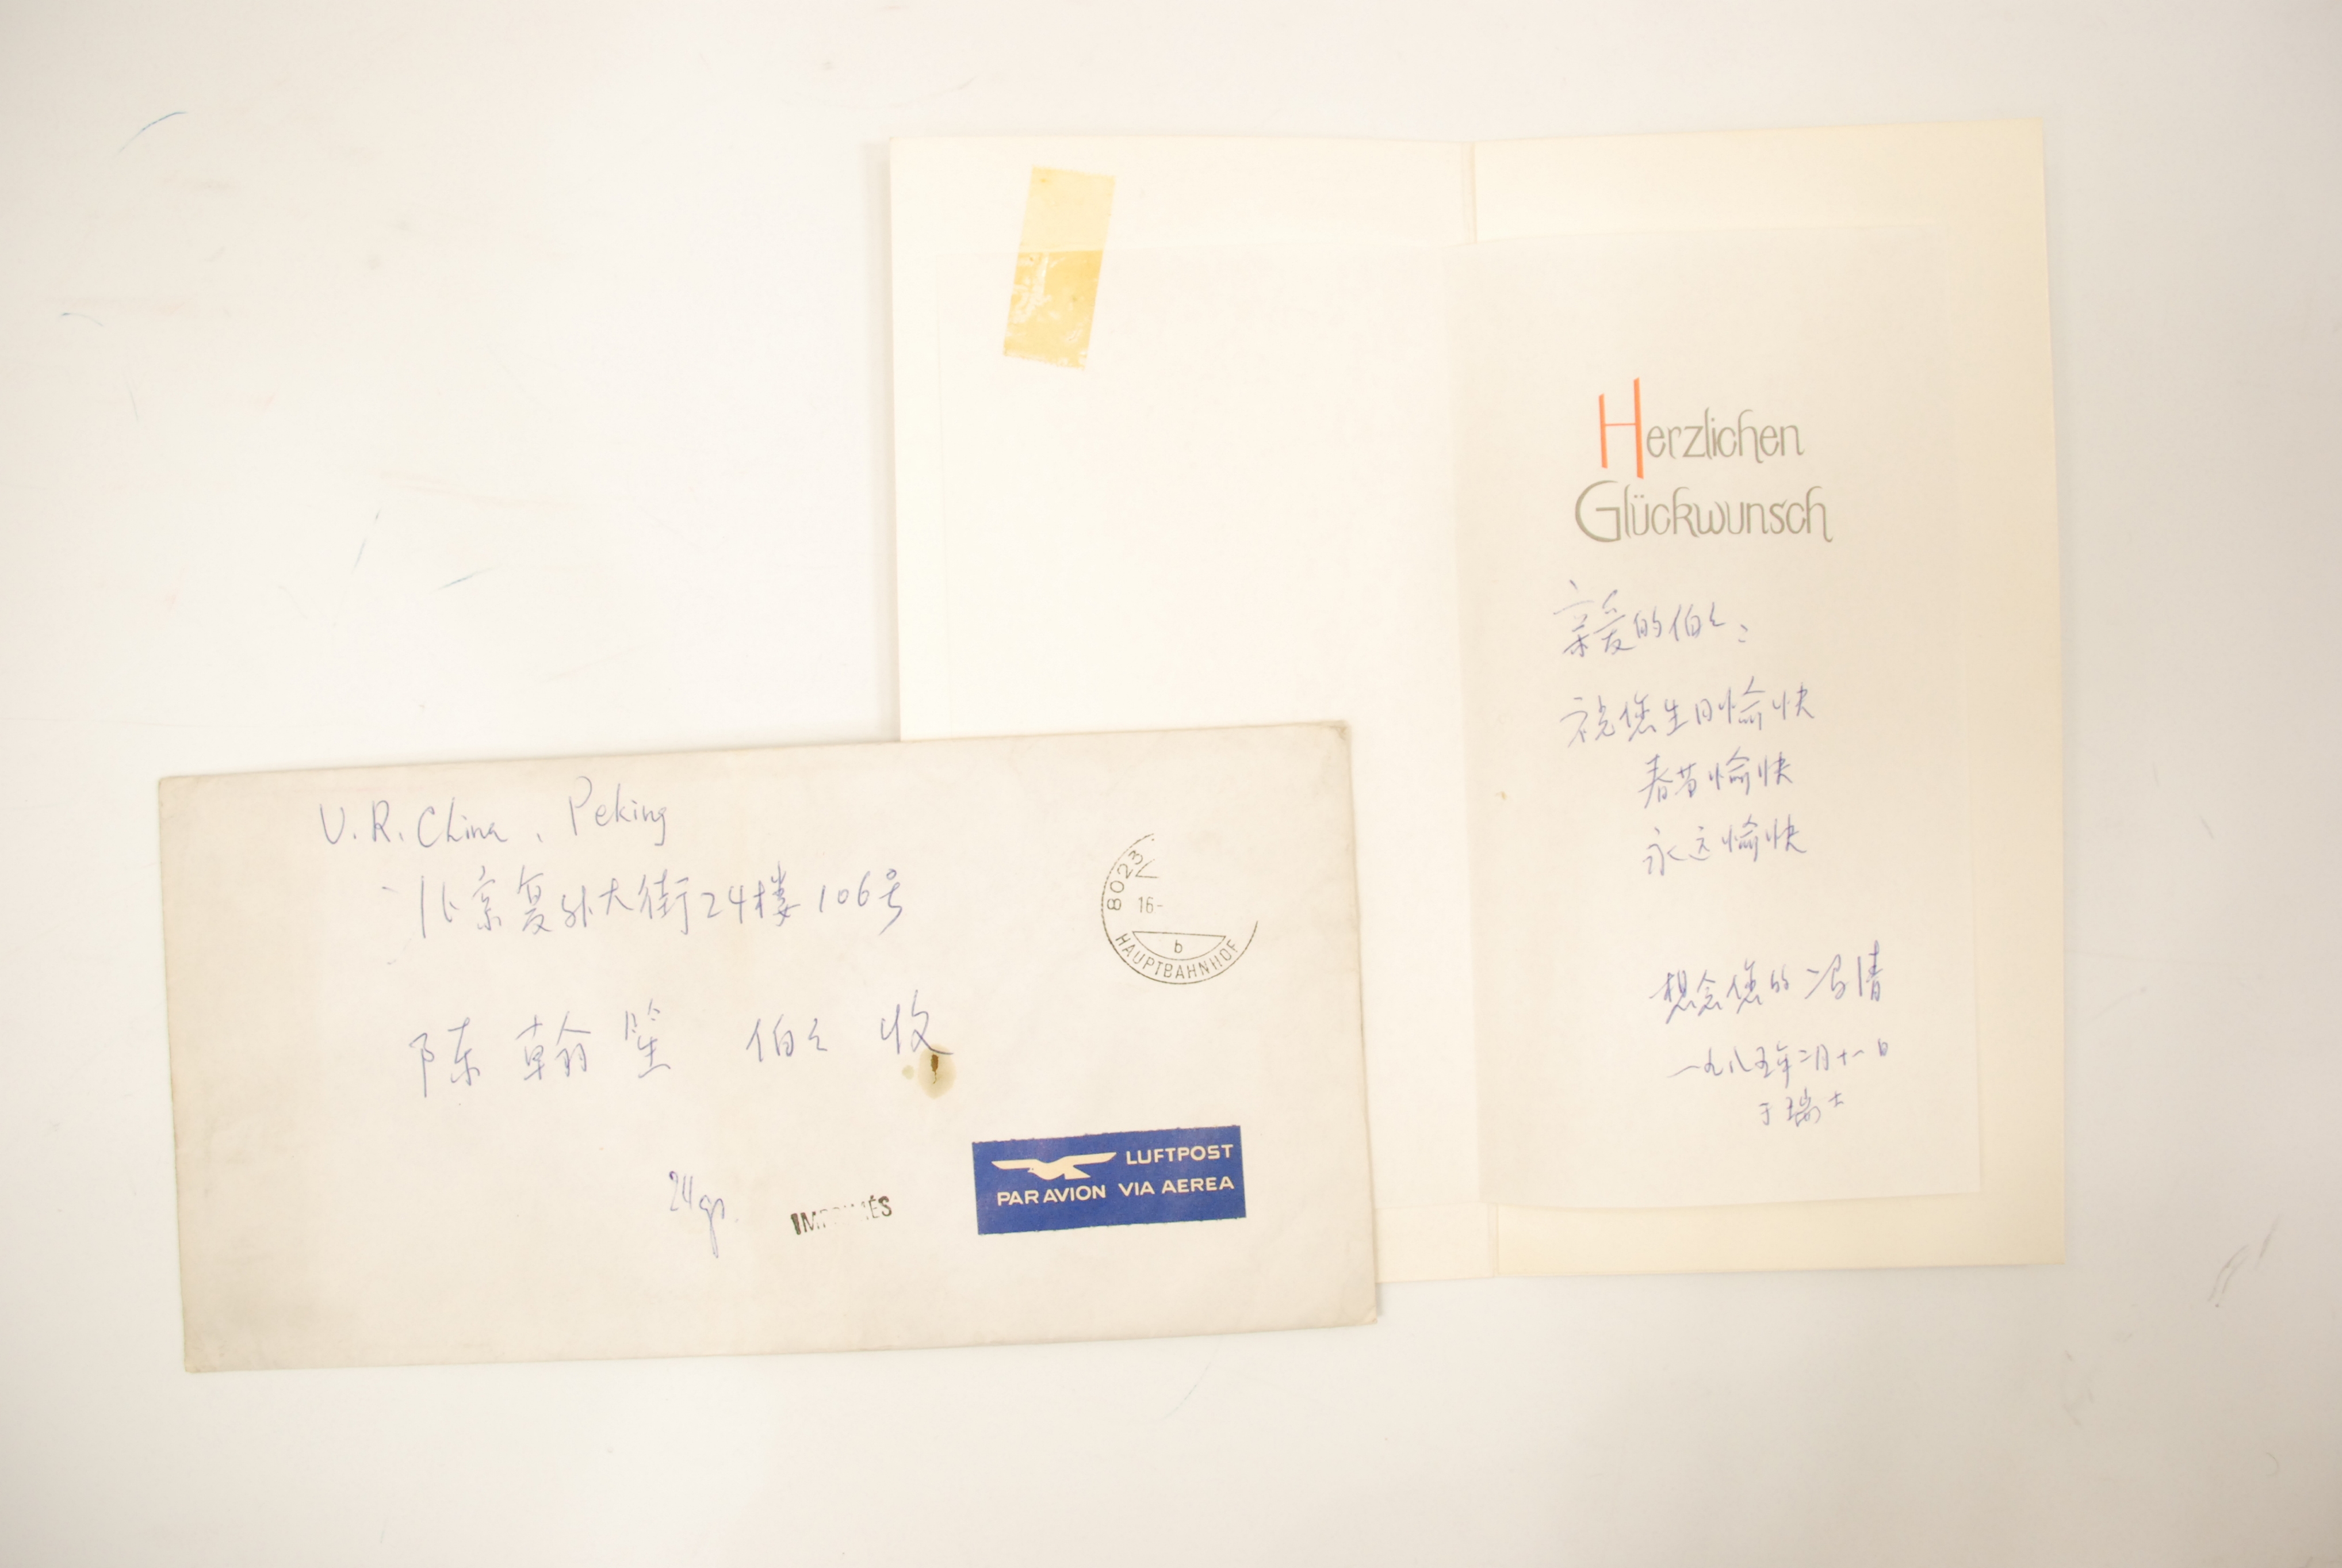 V.R.China, Peking
北京复外大街24楼106号
陈翰笙 伯伯 收
24gr.
IMPRIMÉS
8023
16-
b
HAUPTBAHNHOF
LUFTPOST
PAR AVION VIA AEREA
Herzlichen
Glückwunsch
亲爱的伯伯:
祝您生日愉快
春节愉快
永远愉快
想念您的冯倩
一九八五年二月十一日
于瑞士